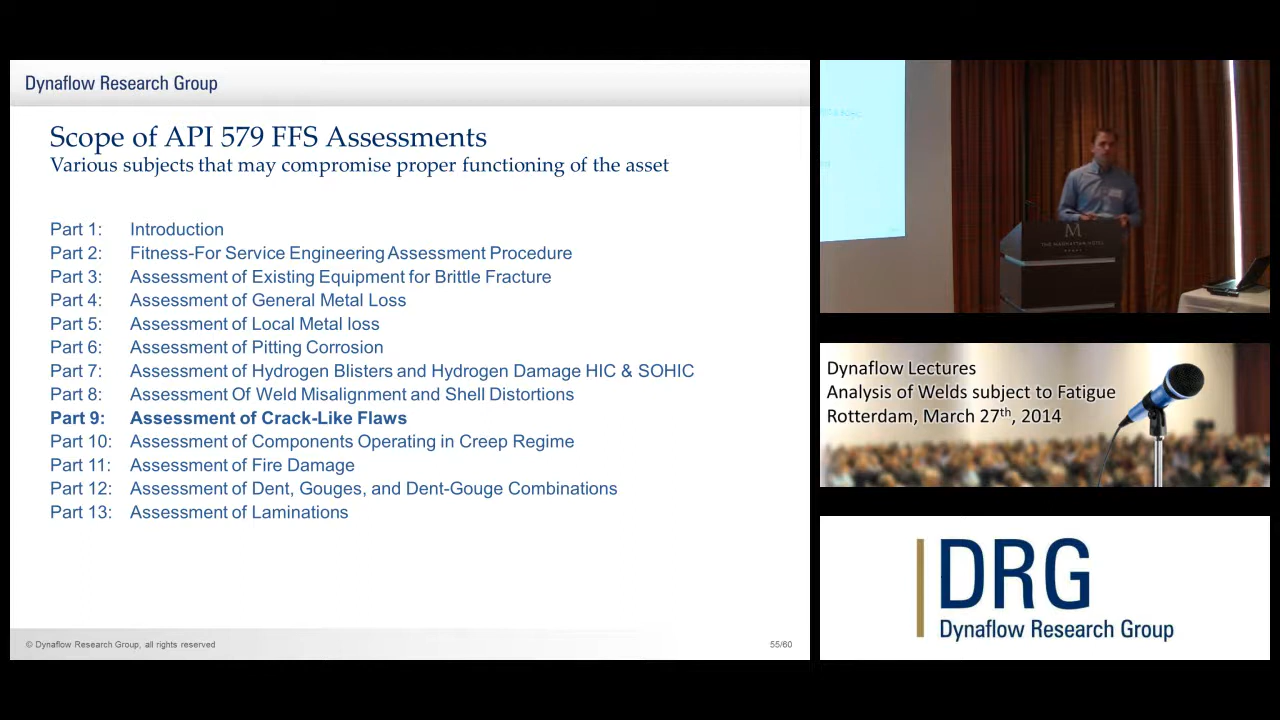 Dynaflow Research Group
Scope of API 579 FFS Assessments
Various subjects that may compromise proper functioning of the asset
Part 1: Introduction
Part 2: Fitness-For Service Engineering Assessment Procedure
Part 3: Assessment of Existing Equipment for Brittle Fracture
Part 4: Assessment of General Metal Loss
Part 5: Assessment of Local Metal loss
Part 6: Assessment of Pitting Corrosion
Part 7: Assessment of Hydrogen Blisters and Hydrogen Damage HIC & SOHIC
Part 8: Assessment Of Weld Misalignment and Shell Distortions
Part 9: Assessment of Crack-Like Flaws
Part 10: Assessment of Components Operating in Creep Regime
Part 11: Assessment of Fire Damage
Part 12: Assessment of Dent, Gouges, and Dent-Gouge Combinations
Part 13: Assessment of Laminations
© Dynaflow Research Group, all rights reserved
55/60
M
THE MANHATTAN HOTEL
Dynaflow Lectures
Analysis of Welds subject to Fatigue
Rotterdam, March 27th, 2014
DRG
Dynaflow Research Group